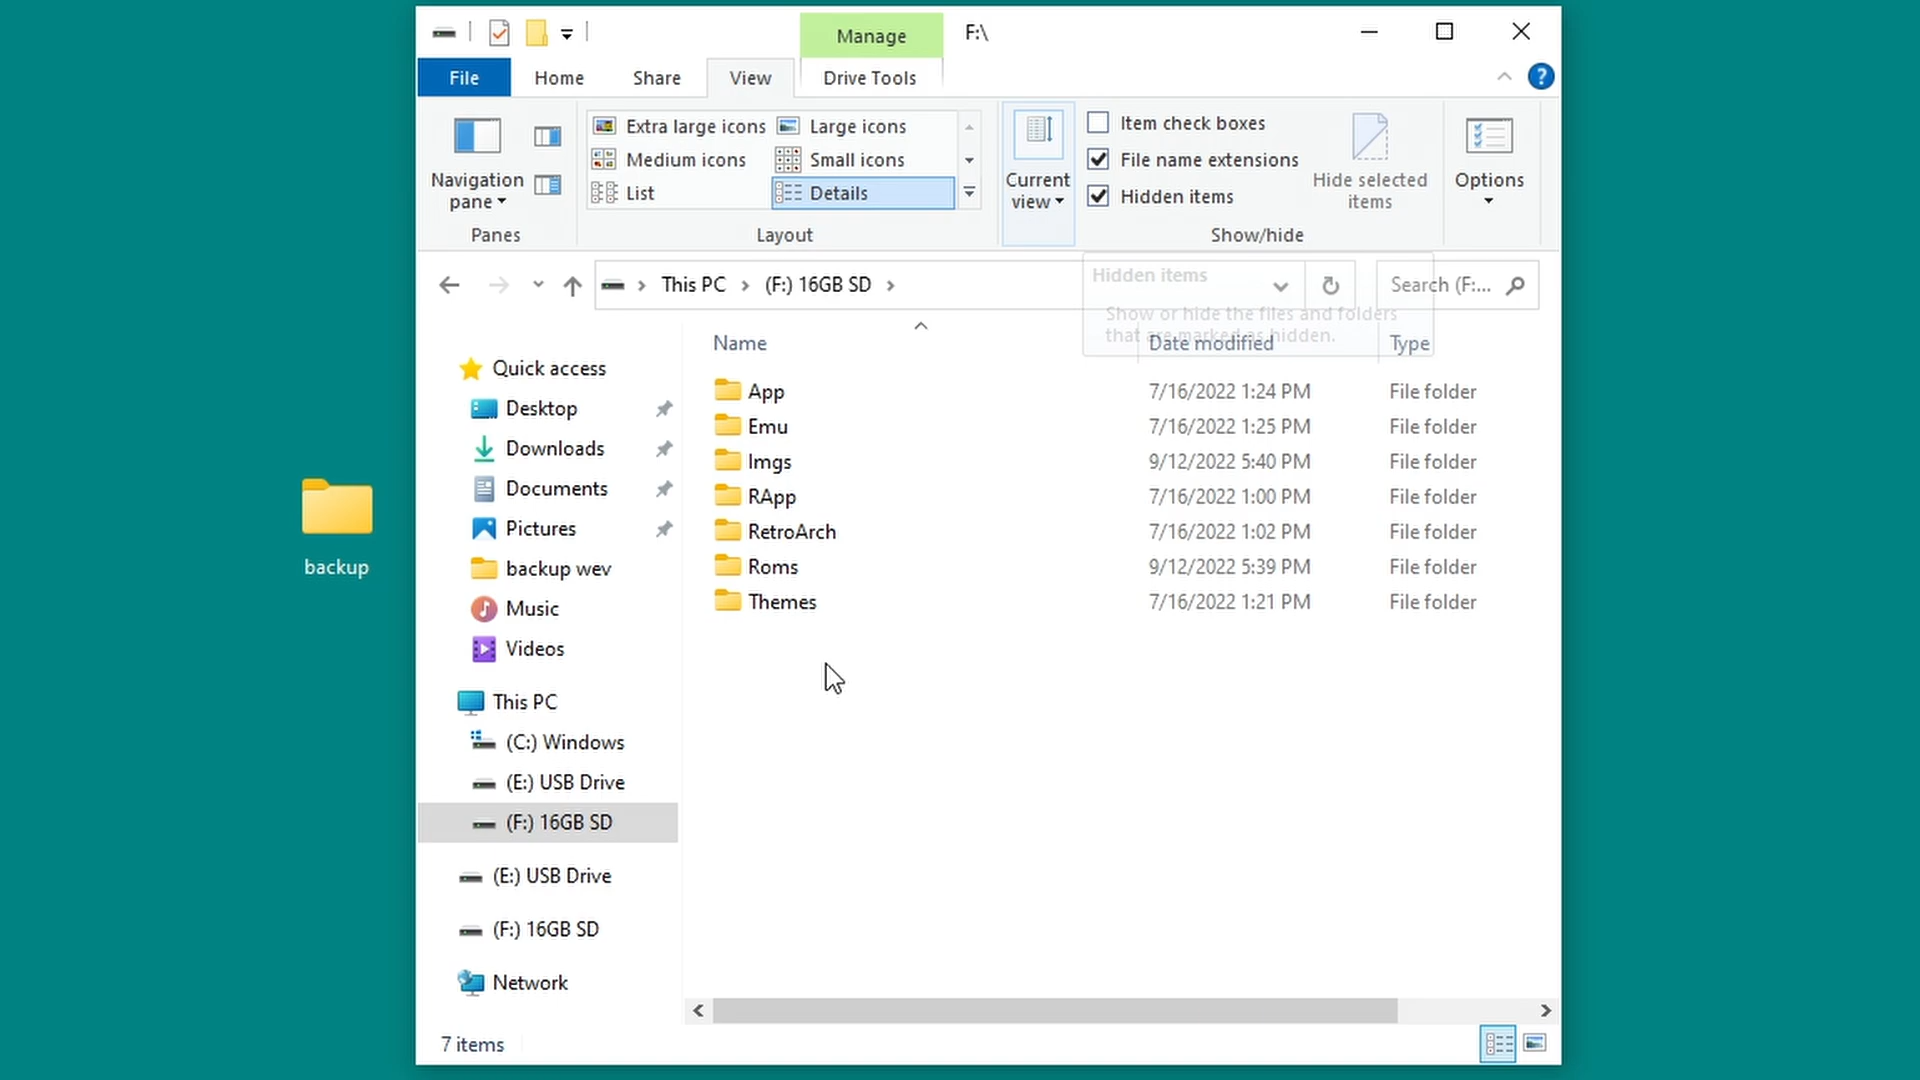 Manage
F:\
File
Home
Share
View
Drive Tools
?
Navigation
pane
Panes
Extra large icons
Large icons
Medium icons
Small icons
List
Details
Layout
Current
view
Item check boxes
File name extensions
Hidden items
Show/hide
Hide selected
items
Options
This PC
(F:) 16GB SD
Search (F:...
Hidden items
Show or hide the files and folders
that are marked as hidden.
Name
Date modified
Type
Quick access
Desktop
Downloads
Documents
Pictures
backup wev
Music
Videos
This PC
(C:) Windows
(E:) USB Drive
(F:) 16GB SD
(E:) USB Drive
(F:) 16GB SD
Network
App 7/16/2022 1:24 PM File folder
Emu 7/16/2022 1:25 PM File folder
Imgs 9/12/2022 5:40 PM File folder
RApp 7/16/2022 1:00 PM File folder
RetroArch 7/16/2022 1:02 PM File folder
Roms 9/12/2022 5:39 PM File folder
Themes 7/16/2022 1:21 PM File folder
7 items
backup